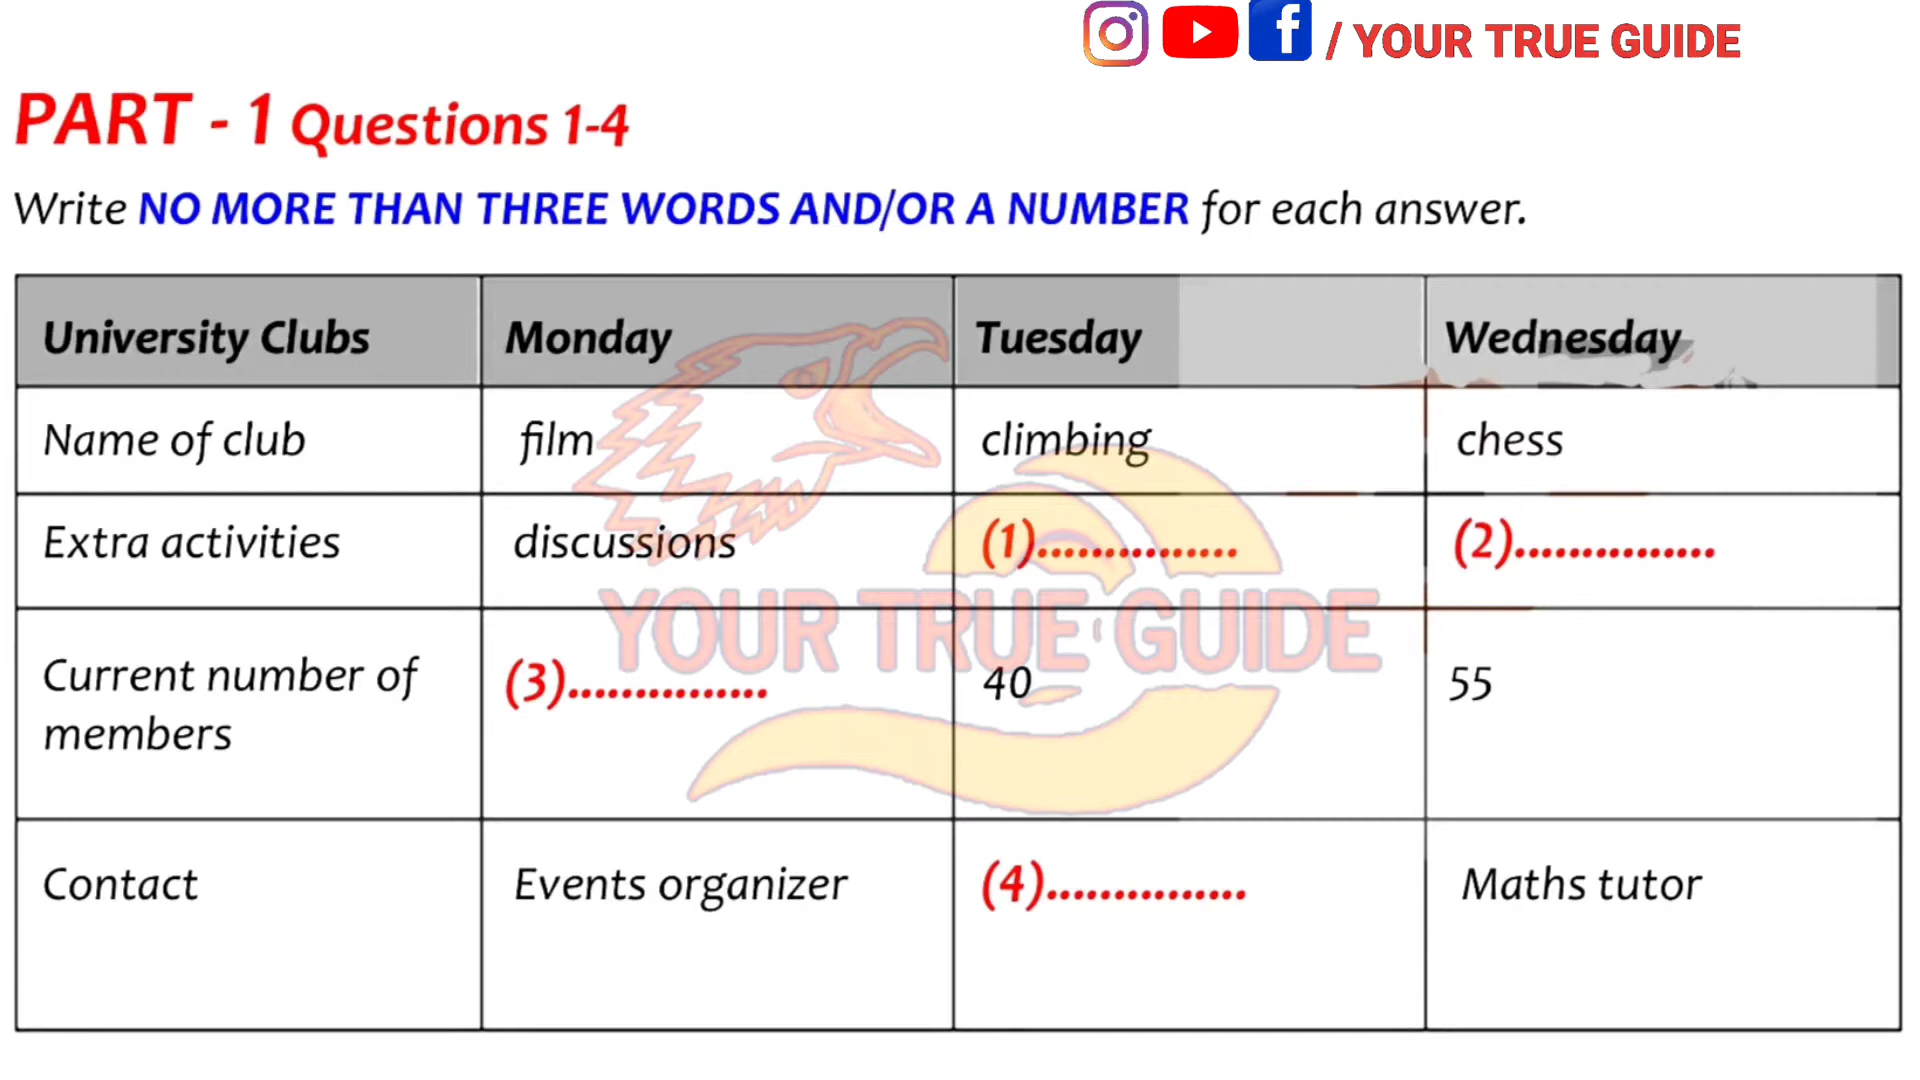 / YOUR TRUE GUIDE
PART - 1 Questions 1-4
Write NO MORE THAN THREE WORDS AND/OR A NUMBER for each answer.
University Clubs Monday Tuesday Wednesday
Name of club film climbing chess
Extra activities discussions (1)............... (2)...............
YOUR TRUE GUIDE
Current number of members (3)............... 40 55
Contact Events organizer (4)............... Maths tutor